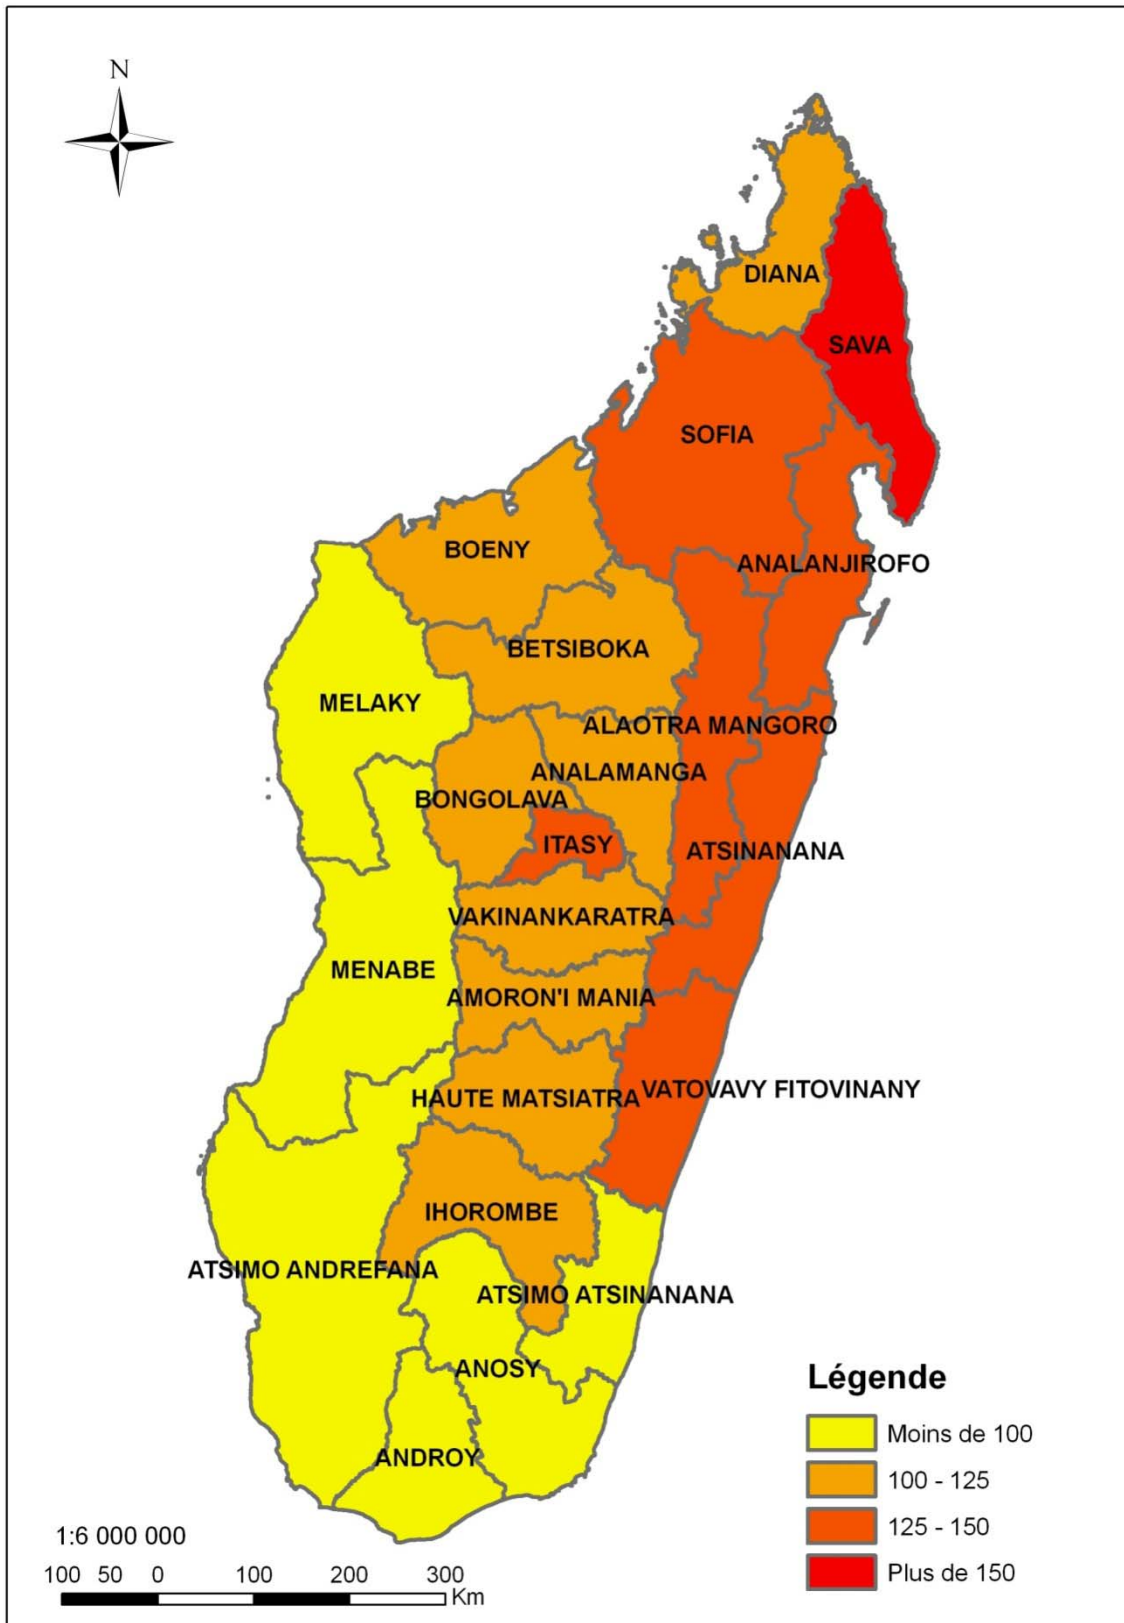 N
DIANA
SAVA
SOFIA
BOENY
ANALANJIROFO
BETSIBOKA
MELAKY
ALAOTRA MANGORO
ANALAMANGA
BONGOLAVA
ITASY
ATSINANANA
VAKINANKARATRA
MENABE
AMORON'I MANIA
HAUTE MATSIATRA
VATOVAVY FITOVINANY
IHOROMBE
ATSIMO ANDREFANA
ATSIMO ATSINANANA
ANOSY
ANDROY
Légende
Moins de 100
100 - 125
125 - 150
Plus de 150
1:6 000 000
100 50 0 100 200 300
Km